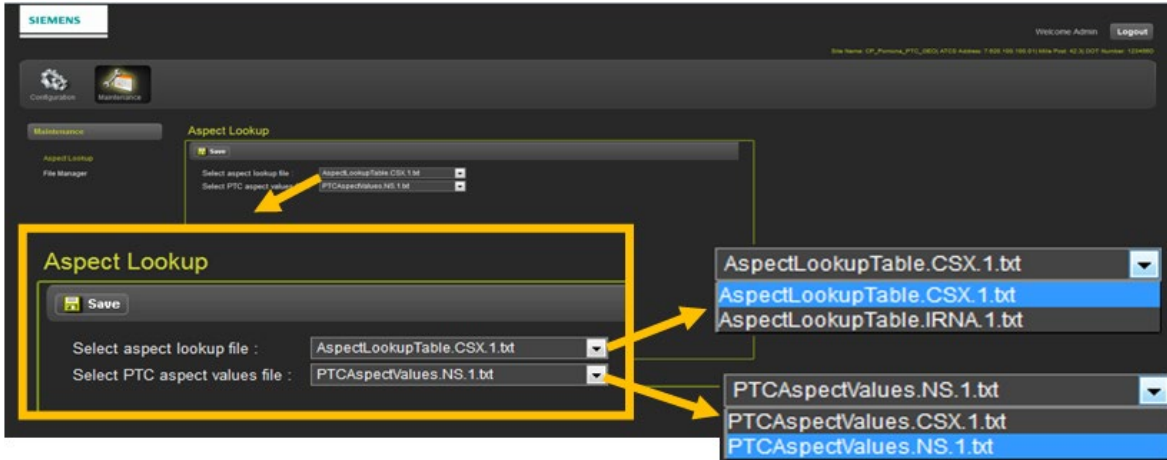 SIEMENS
Welcome Admin Logout
Configuration Maintenance
Maintenance
Aspect Lookup
File Manager
Aspect Lookup
Save
Select aspect lookup file : AspectLookupTable.CSX.1.txt
Select PTC aspect values PTCAspectValues.NS.1.txt
Aspect Lookup
Save
Select aspect lookup file : AspectLookupTable.CSX.1.txt
Select PTC aspect values file : PTCAspectValues.NS.1.txt
AspectLookupTable.CSX.1.txt
AspectLookupTable.CSX.1.txt
AspectLookupTable.IRNA.1.txt
PTCAspectValues.NS.1.txt
PTCAspectValues.CSX.1.txt
PTCAspectValues.NS.1.txt